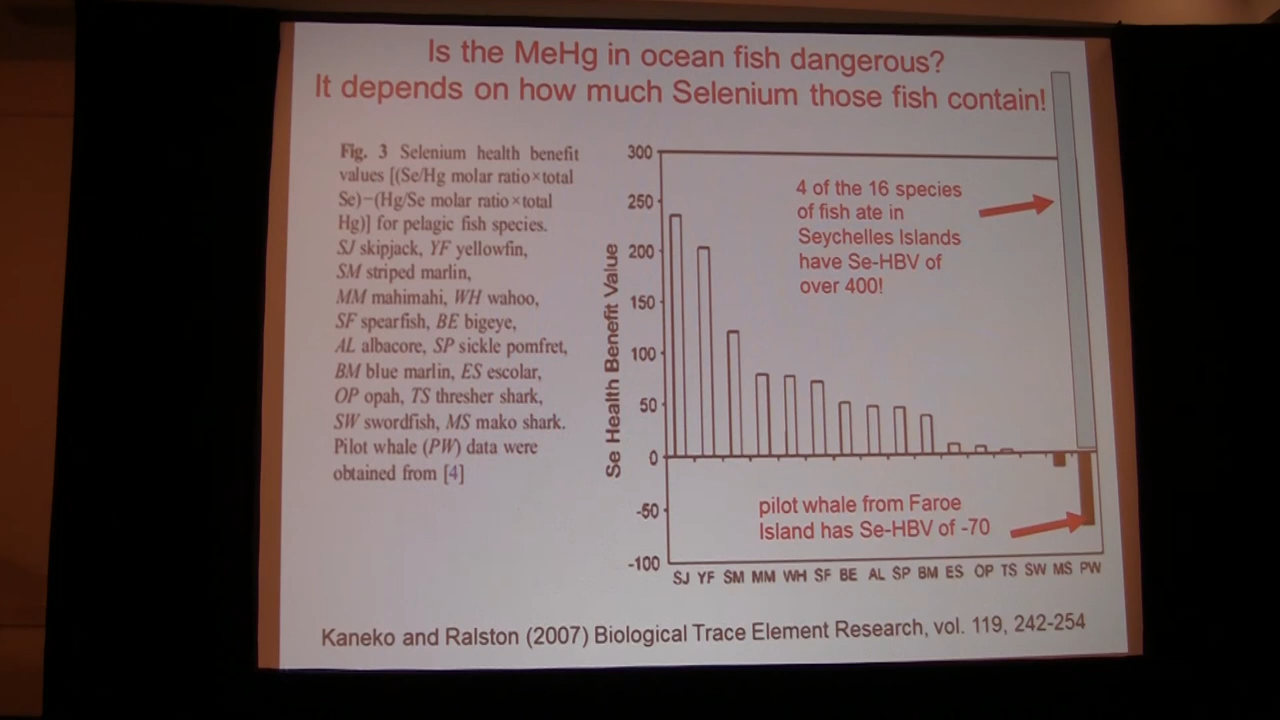 Is the MeHg in ocean fish dangerous?
It depends on how much Selenium those fish contain!
Fig. 3 Selenium health benefit
values [(Se/Hg molar ratio×total
Se)−(Hg/Se molar ratio×total
Hg)] for pelagic fish species.
SJ skipjack, YF yellowfin,
SM striped marlin,
MM mahimahi, WH wahoo,
SF spearfish, BE bigeye,
AL albacore, SP sickle pomfret,
BM blue marlin, ES escolar,
OP opah, TS thresher shark,
SW swordfish, MS mako shark.
Pilot whale (PW) data were
obtained from [4]
Se Health Benefit Value
300
250
200
150
100
50
0
-50
-100
4 of the 16 species
of fish ate in
Seychelles Islands
have Se-HBV of
over 400!
pilot whale from Faroe
Island has Se-HBV of -70
SJ YF SM MM WH SF BE AL SP BM ES OP TS SW MS PW
Kaneko and Ralston (2007) Biological Trace Element Research, vol. 119, 242-254